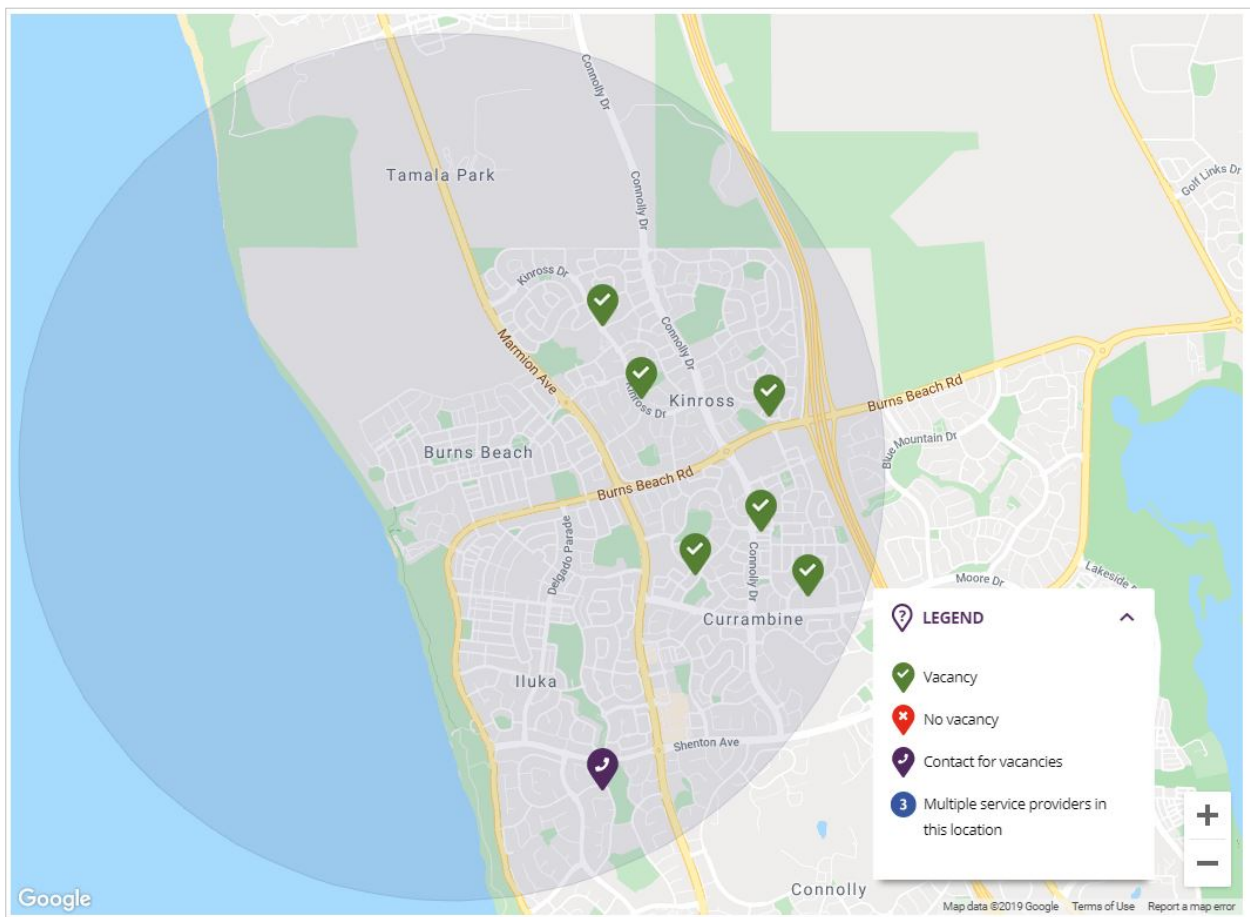 Connolly Dr
Golf Links Dr
Tamala Park
Connolly Dr
Kinross Dr
Connolly Dr
Marmion Ave
Kinross Dr
Kinross
Burns Beach Rd
Blue Mountain Dr
Burns Beach
Burns Beach Rd
Delgado Parade
Connolly Dr
Moore Dr
Lakeside
Currambine
Iluka
Shenton Ave
Connolly
? LEGEND
Vacancy
No vacancy
Contact for vacancies
3 Multiple service providers in
this location
+
−
Google
Map data ©2019 Google Terms of Use Report a map error